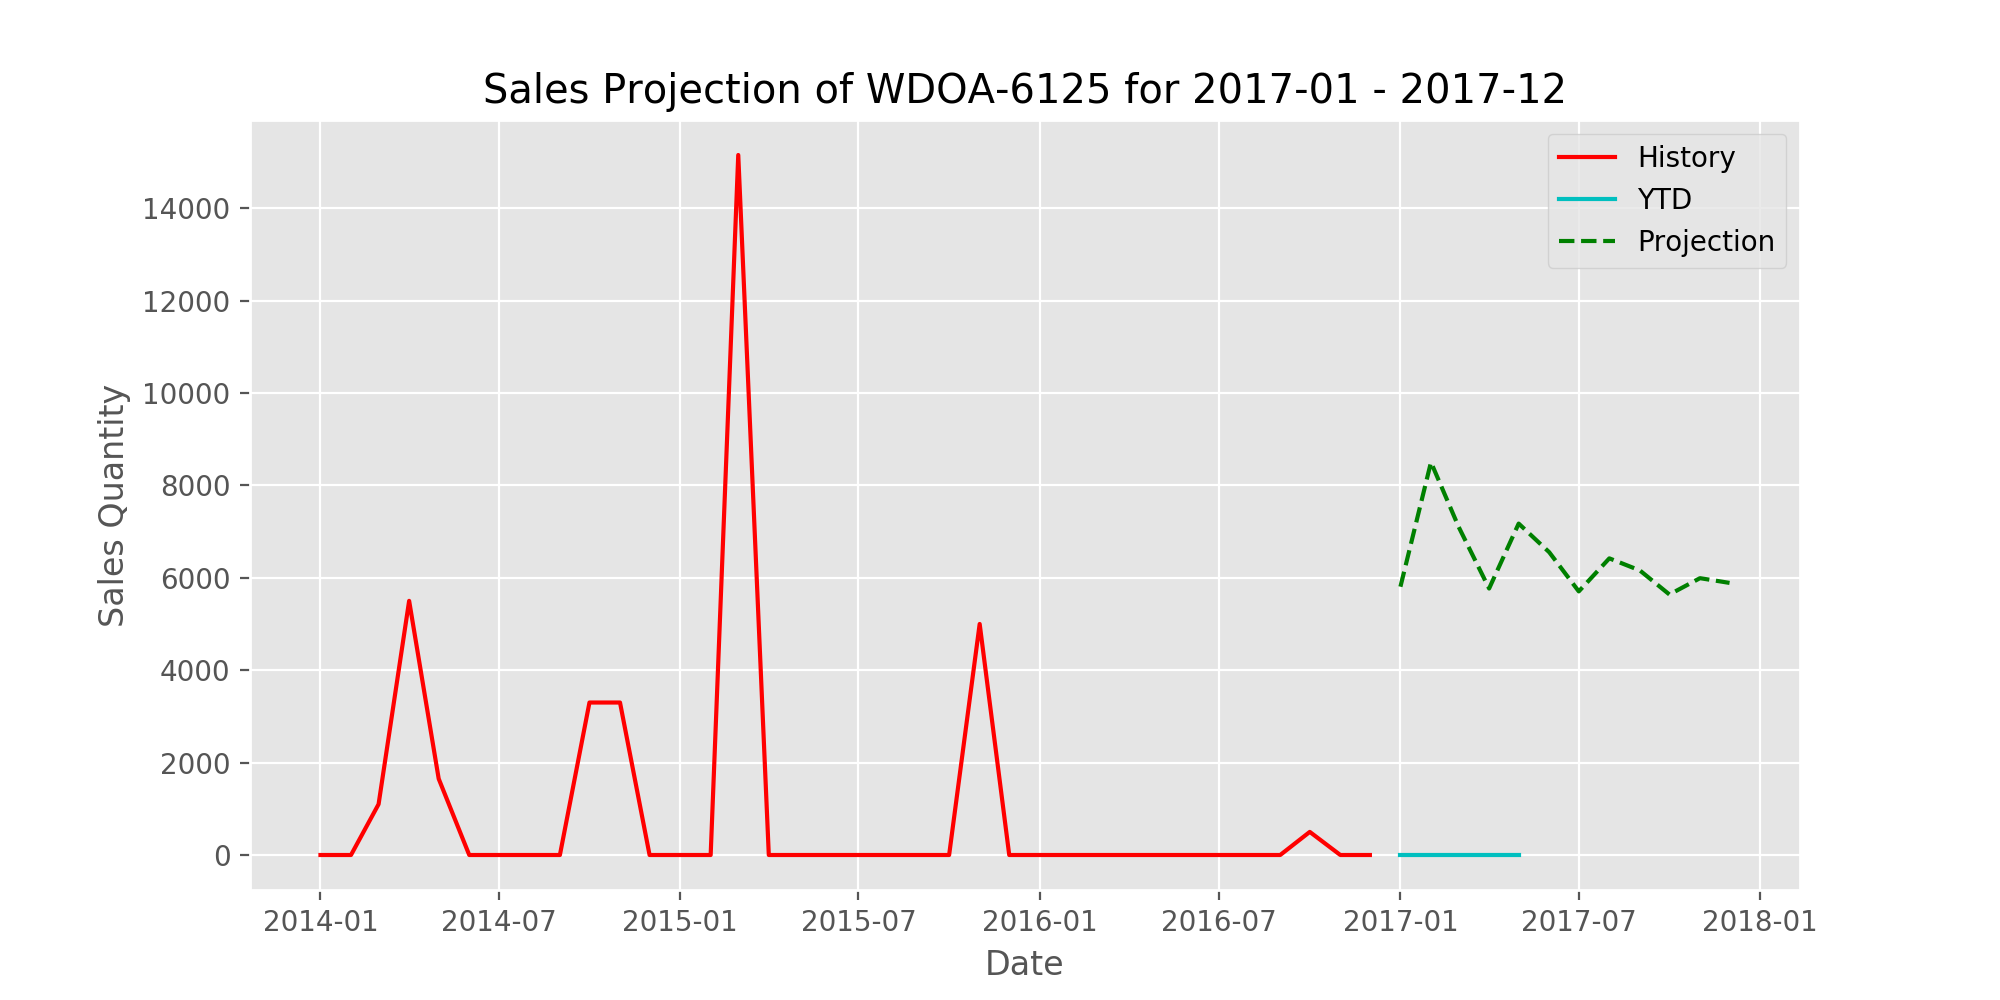 Sales Projection of WDOA-6125 for 2017-01 - 2017-12
History
YTD
Projection
Sales Quantity
14000
12000
10000
8000
6000
4000
2000
0
2014-01 2014-07 2015-01 2015-07 2016-01 2016-07 2017-01 2017-07 2018-01
Date